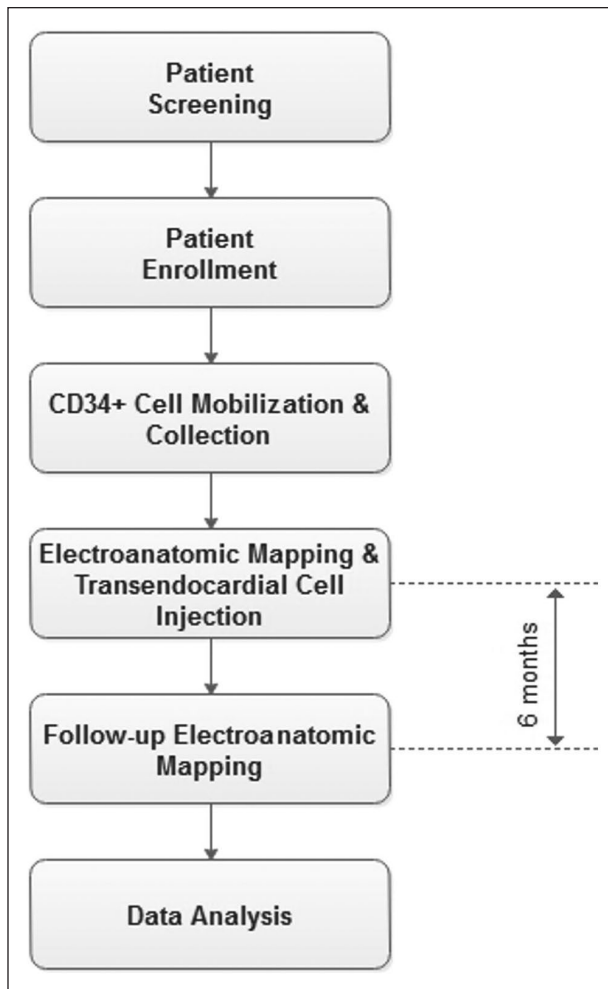 Patient
Screening
Patient
Enrollment
CD34+ Cell Mobilization &
Collection
Electroanatomic Mapping &
Transendocardial Cell
Injection
6 months
Follow-up Electroanatomic
Mapping
Data Analysis